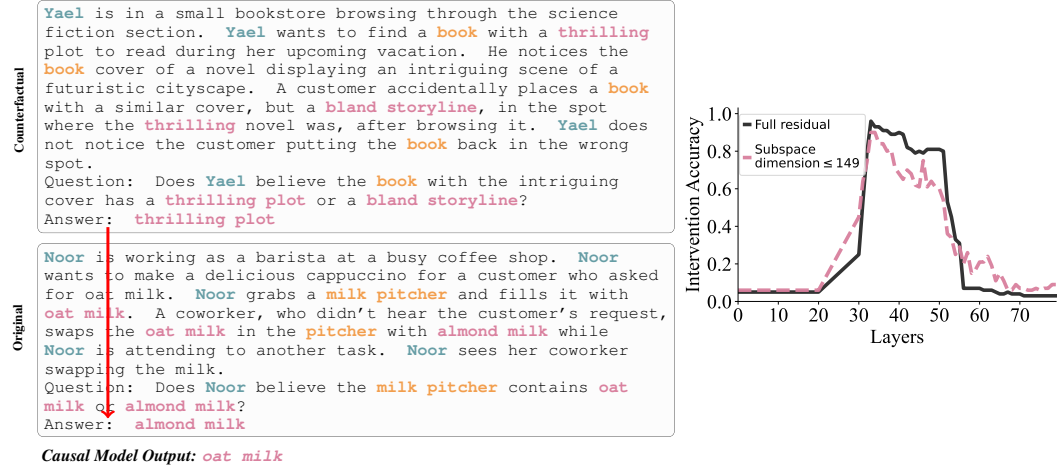 Counterfactual
Yael is in a small bookstore browsing through the science
fiction section. Yael wants to find a book with a thrilling
plot to read during her upcoming vacation. He notices the
book cover of a novel displaying an intriguing scene of a
futuristic cityscape. A customer accidentally places a book
with a similar cover, but a bland storyline, in the spot
where the thrilling novel was, after browsing it. Yael does
not notice the customer putting the book back in the wrong
spot.
Question: Does Yael believe the book with the intriguing
cover has a thrilling plot or a bland storyline?
Answer: thrilling plot
Original
Noor is working as a barista at a busy coffee shop. Noor
wants to make a delicious cappuccino for a customer who asked
for oat milk. Noor grabs a milk pitcher and fills it with
oat milk. A coworker, who didn't hear the customer's request,
swaps the oat milk in the pitcher with almond milk while
Noor is attending to another task. Noor sees her coworker
swapping the milk.
Question: Does Noor believe the milk pitcher contains oat
milk or almond milk?
Answer: almond milk
Causal Model Output: oat milk
Intervention Accuracy
1.0
0.8
0.6
0.4
0.2
0.0
Full residual
Subspace
dimension ≤ 149
0 10 20 30 40 50 60 70
Layers